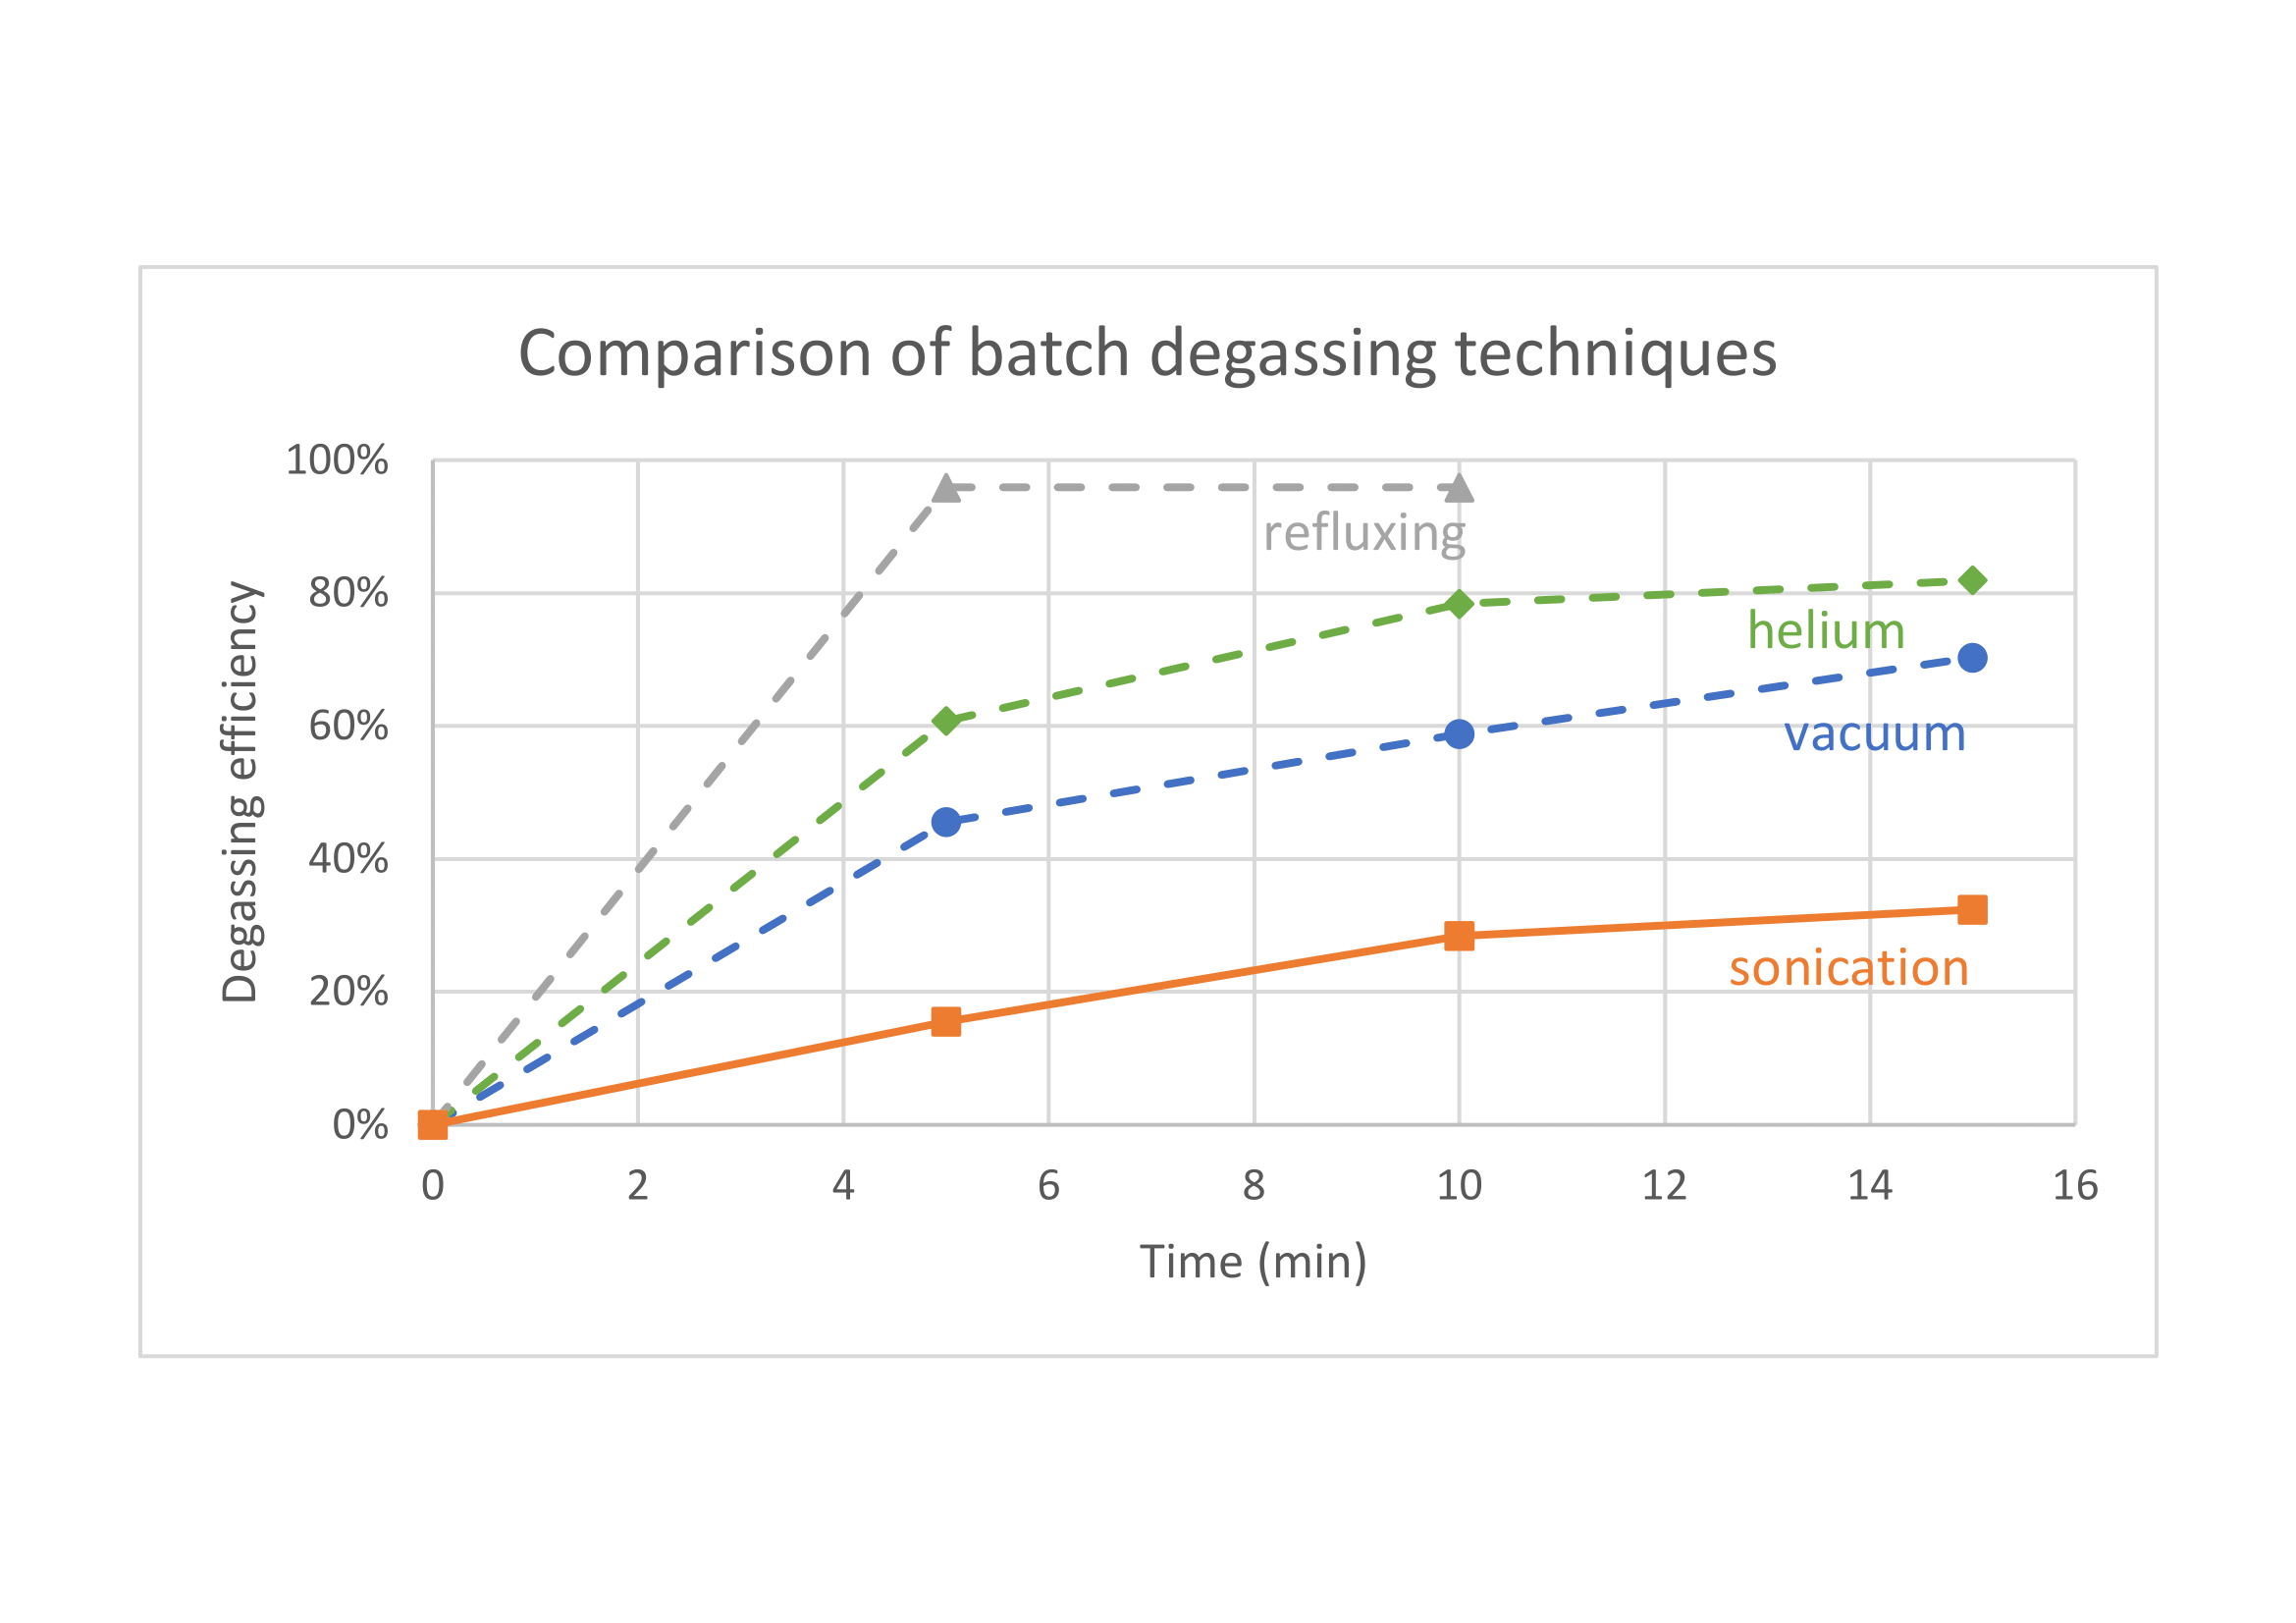 Comparison of batch degassing techniques
100%
80%
60%
40%
20%
0%
Degassing efficiency
refluxing
helium
vacuum
sonication
0 2 4 6 8 10 12 14 16
Time (min)